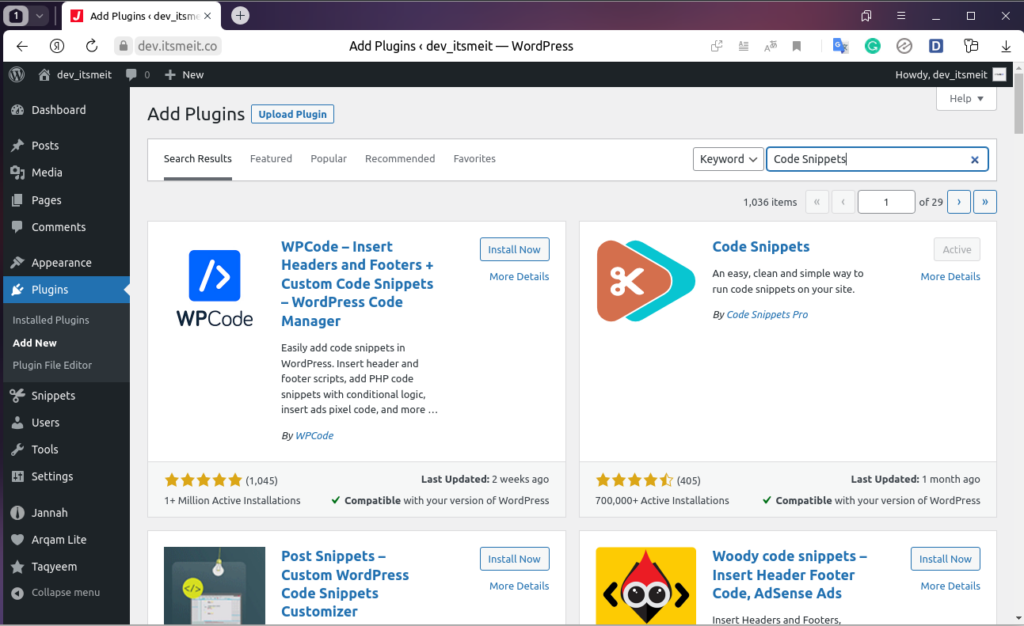 1
Add Plugins ‹ dev_itsme
dev.itsmeit.co
Add Plugins ‹ dev_itsmeit — WordPress
dev_itsmeit
0
New
Howdy, dev_itsmeit
Dashboard
Posts
Media
Pages
Comments
Appearance
Plugins
Installed Plugins
Add New
Plugin File Editor
Snippets
Users
Tools
Settings
Jannah
Arqam Lite
Taqyeem
Collapse menu
Help
Add Plugins
Upload Plugin
Search Results
Featured
Popular
Recommended
Favorites
Keyword
Code Snippets
1,036 items
«
‹
1
of 29
›
»
WPCode
WPCode – Insert
Headers and Footers +
Custom Code Snippets
– WordPress Code
Manager
Install Now
More Details
Easily add code snippets in
WordPress. Insert header and
footer scripts, add PHP code
snippets with conditional logic,
insert ads pixel code, and more …
By WPCode
(1,045)
Last Updated: 2 weeks ago
1+ Million Active Installations
Compatible with your version of WordPress
Code Snippets
Active
More Details
An easy, clean and simple way to
run code snippets on your site.
By Code Snippets Pro
(405)
Last Updated: 1 month ago
700,000+ Active Installations
Compatible with your version of WordPress
Post Snippets –
Custom WordPress
Code Snippets
Customizer
Install Now
More Details
Woody code snippets –
Insert Header Footer
Code, AdSense Ads
Install Now
More Details
Insert Headers and Footers,